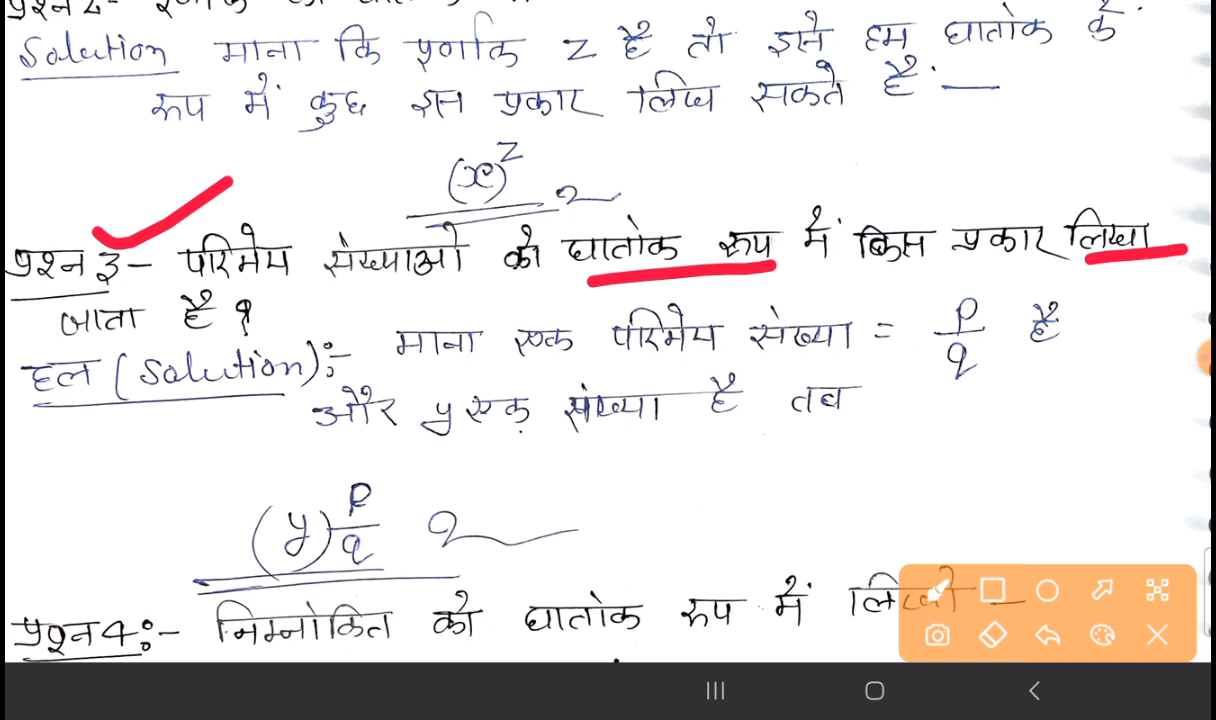 Solution माना कि पूर्णांक z है तो इसे हम घातांक के
रूप में कुछ इस प्रकार लिख सकते हैं:—
(x)^z
प्रश्न 3- परिमेय संख्याओं को घातांक रूप में किस प्रकार लिखा
जाता है?
हल (Solution):- माना एक परिमेय संख्या = p/q है
और y एक संख्या है तब
(y)^p/q
प्रश्न 4:- निम्नांकित को घातांक रूप में लिखो —